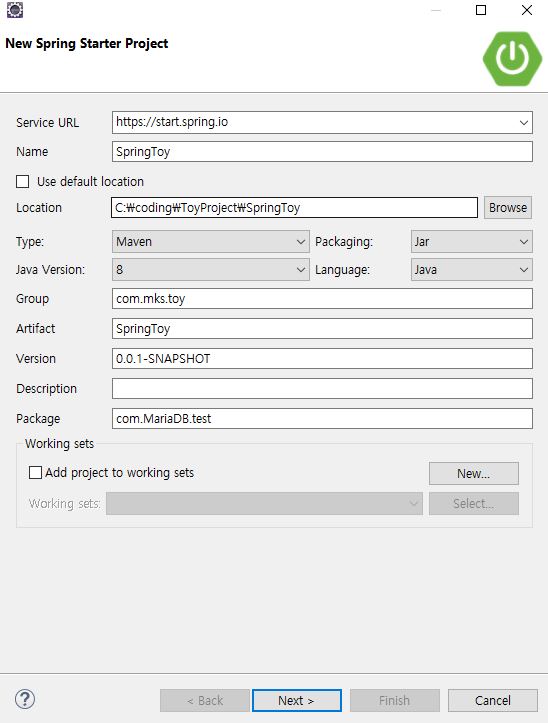 New Spring Starter Project
Service URL https://start.spring.io
Name SpringToy
Use default location
Location C:₩coding₩ToyProject₩SpringToy Browse
Type: Maven Packaging: Jar
Java Version: 8 Language: Java
Group com.mks.toy
Artifact SpringToy
Version 0.0.1-SNAPSHOT
Description
Package com.MariaDB.test
Working sets
Add project to working sets New...
Working sets: Select...
? < Back Next > Finish Cancel